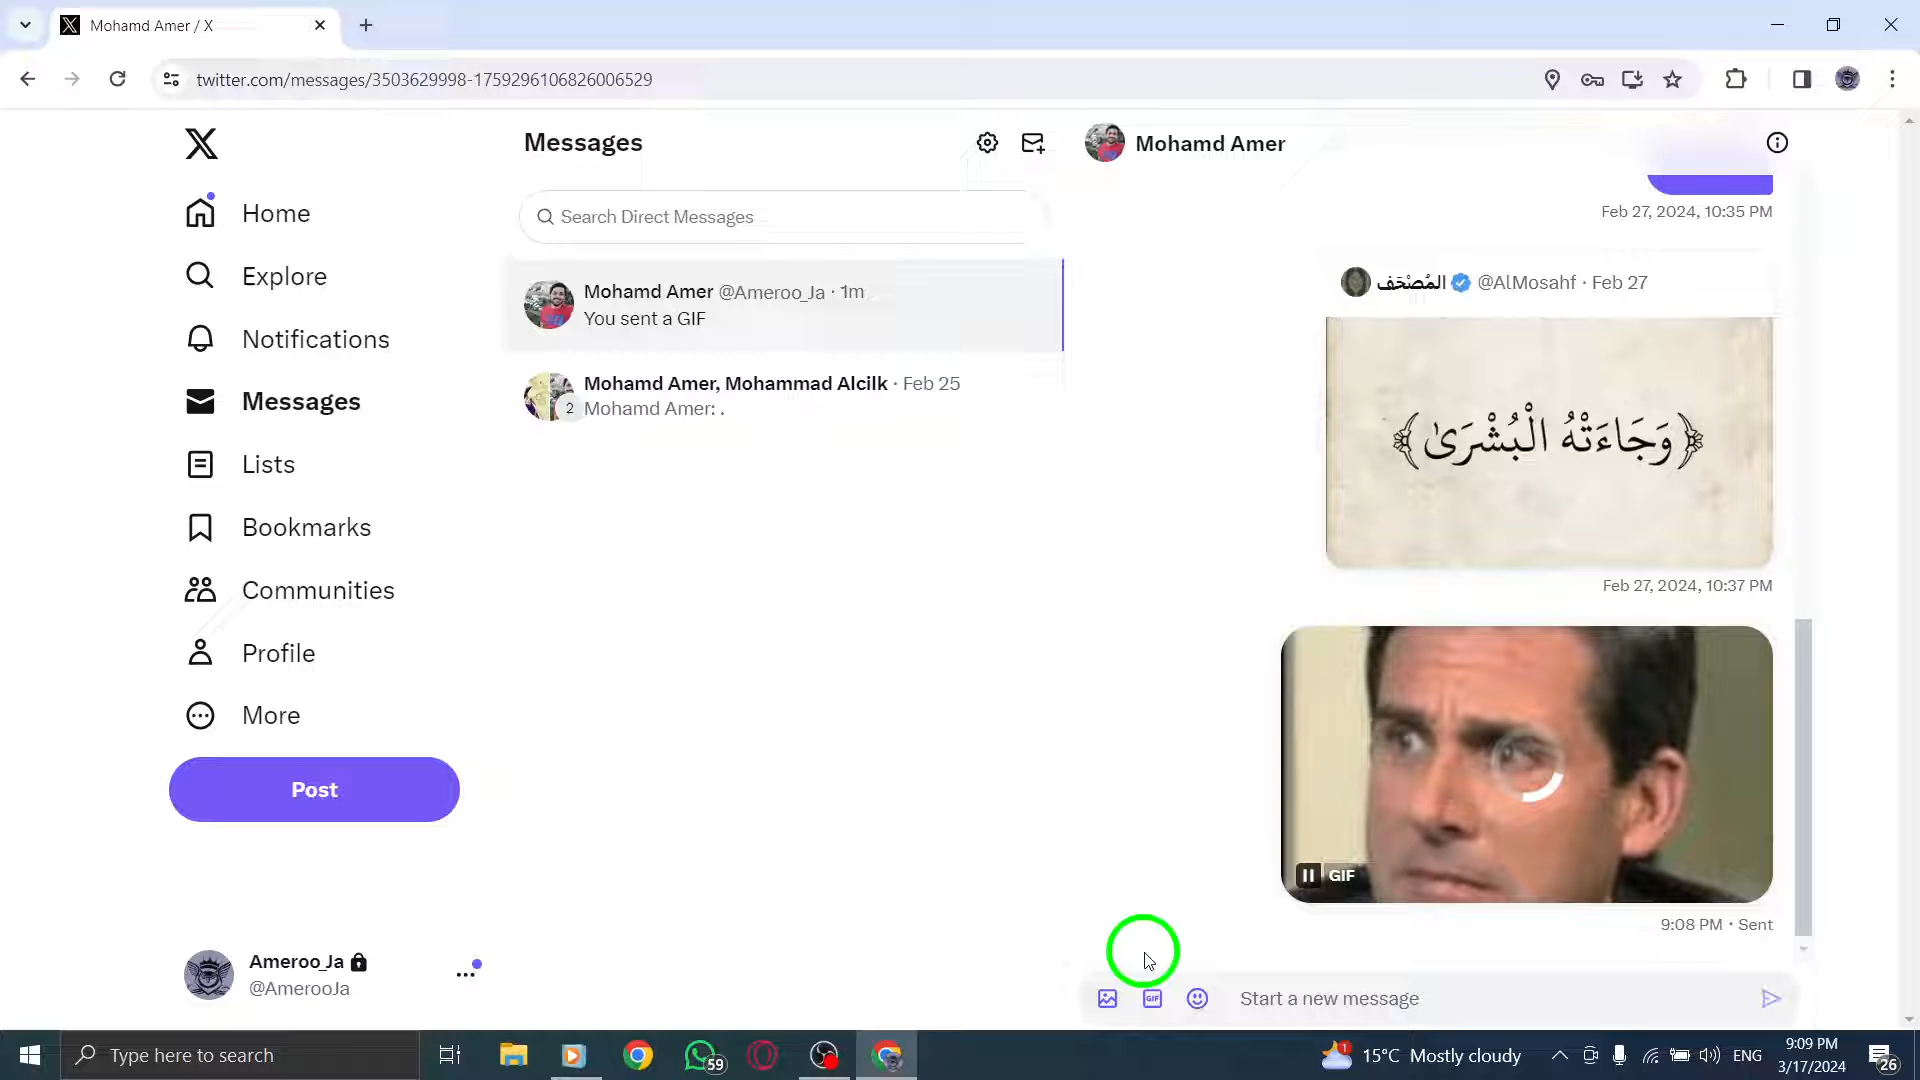 Mohamd Amer / X
twitter.com/messages/3503629998-1759296106826006529
Home
Explore
Notifications
Messages
Lists
Bookmarks
Communities
Profile
More
Post
Ameroo_Ja
@AmerooJa
Messages
Search Direct Messages
Mohamd Amer @Ameroo_Ja · 1m
You sent a GIF
Mohamd Amer, Mohammad Alcilk · Feb 25
2
Mohamd Amer: .
Mohamd Amer
Feb 27, 2024, 10:35 PM
المُصْحَف @AlMosahf · Feb 27
﴿وَجَاءَتْهُ الْبُشْرَىٰ﴾
Feb 27, 2024, 10:37 PM
GIF
9:08 PM · Sent
GIF
Start a new message
Type here to search
59
1
15°C Mostly cloudy
ENG
9:09 PM
3/17/2024
26